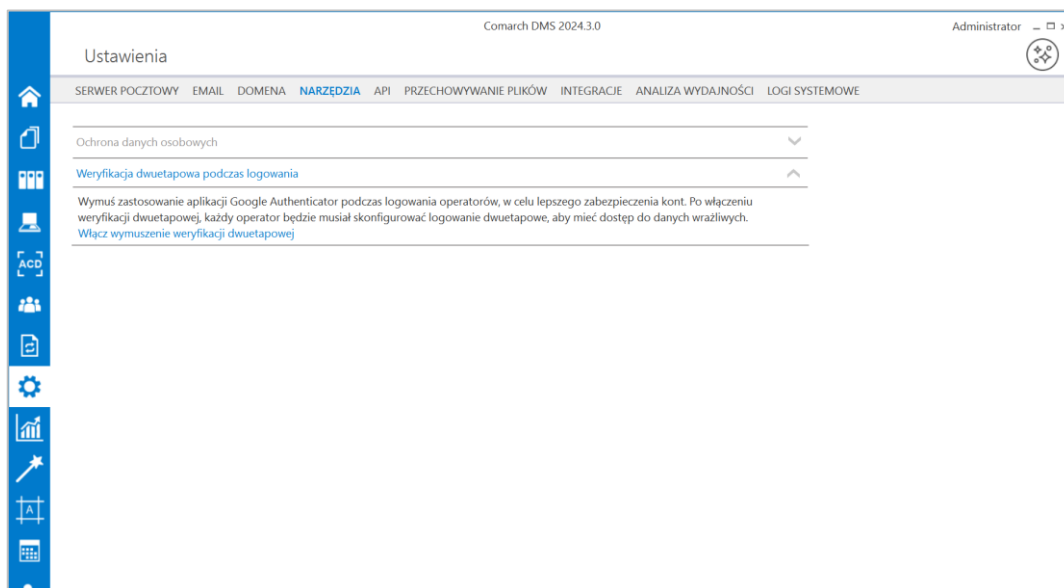 Comarch DMS 2024.3.0
Administrator
Ustawienia
SERWER POCZTOWY EMAIL DOMENA NARZĘDZIA API PRZECHOWYWANIE PLIKÓW INTEGRACJE ANALIZA WYDAJNOŚCI LOGI SYSTEMOWE
Ochrona danych osobowych
Weryfikacja dwuetapowa podczas logowania
Wymuś zastosowanie aplikacji Google Authenticator podczas logowania operatorów, w celu lepszego zabezpieczenia kont. Po włączeniu
weryfikacji dwuetapowej, każdy operator będzie musiał skonfigurować logowanie dwuetapowe, aby mieć dostęp do danych wrażliwych.
Włącz wymuszenie weryfikacji dwuetapowej
ACD
A